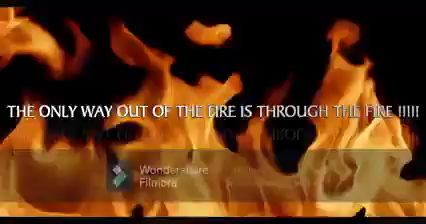 THE ONLY WAY OUT OF THE FIRE IS THROUGH THE FIRE !!!!!
Wondershare
Filmora